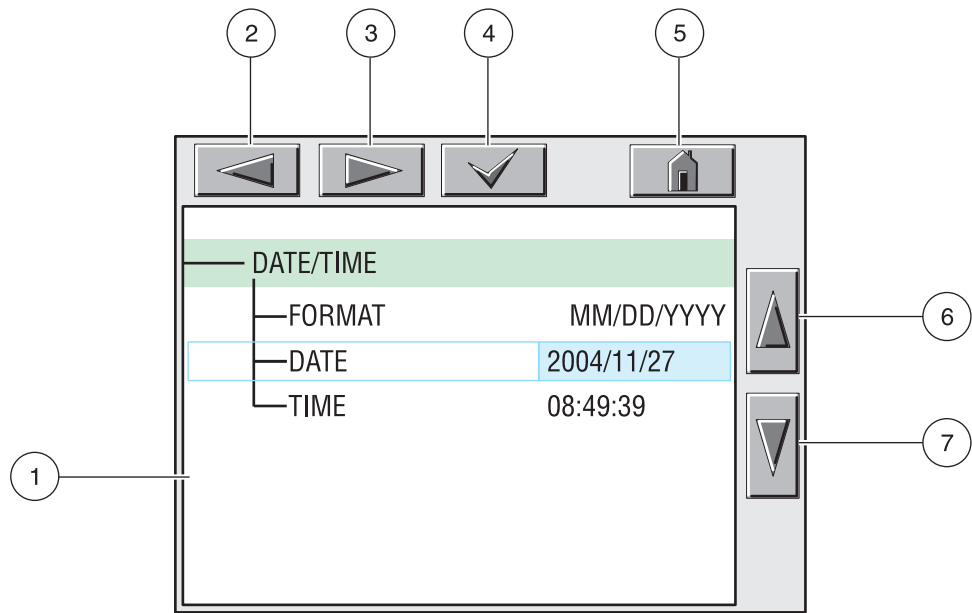 2 3 4 5
DATE/TIME
FORMAT MM/DD/YYYY
6
DATE 2004/11/27
TIME 08:49:39
7
1